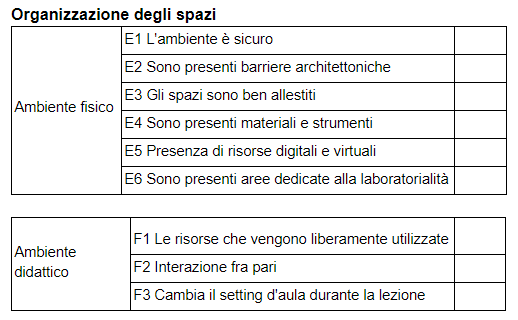 Organizzazione degli spazi
Ambiente fisico
E1 L'ambiente è sicuro
E2 Sono presenti barriere architettoniche
E3 Gli spazi sono ben allestiti
E4 Sono presenti materiali e strumenti
E5 Presenza di risorse digitali e virtuali
E6 Sono presenti aree dedicate alla laboratorialità
Ambiente
didattico
F1 Le risorse che vengono liberamente utilizzate
F2 Interazione fra pari
F3 Cambia il setting d'aula durante la lezione